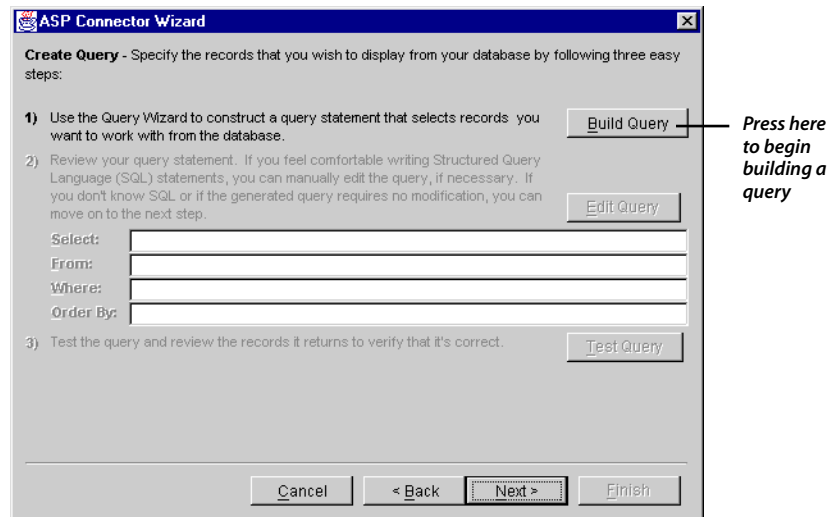 ASP Connector Wizard
Create Query - Specify the records that you wish to display from your database by following three easy
steps:
1) Use the Query Wizard to construct a query statement that selects records you
want to work with from the database.
Build Query
Press here
to begin
building a
query
2) Review your query statement. If you feel comfortable writing Structured Query
Language (SQL) statements, you can manually edit the query, if necessary. If
you don't know SQL or if the generated query requires no modification, you can
move on to the next step.
Edit Query
Select:
From:
Where:
Order By:
3) Test the query and review the records it returns to verify that it's correct.
Test Query
Cancel
< Back
Next >
Finish